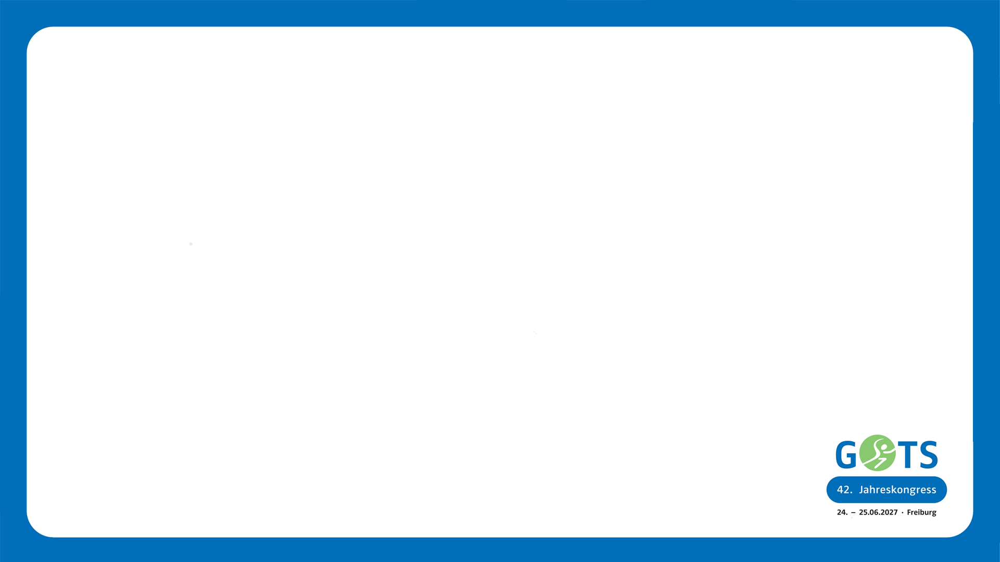 GOTS
42. Jahreskongress
24. – 25.06.2027 · Freiburg